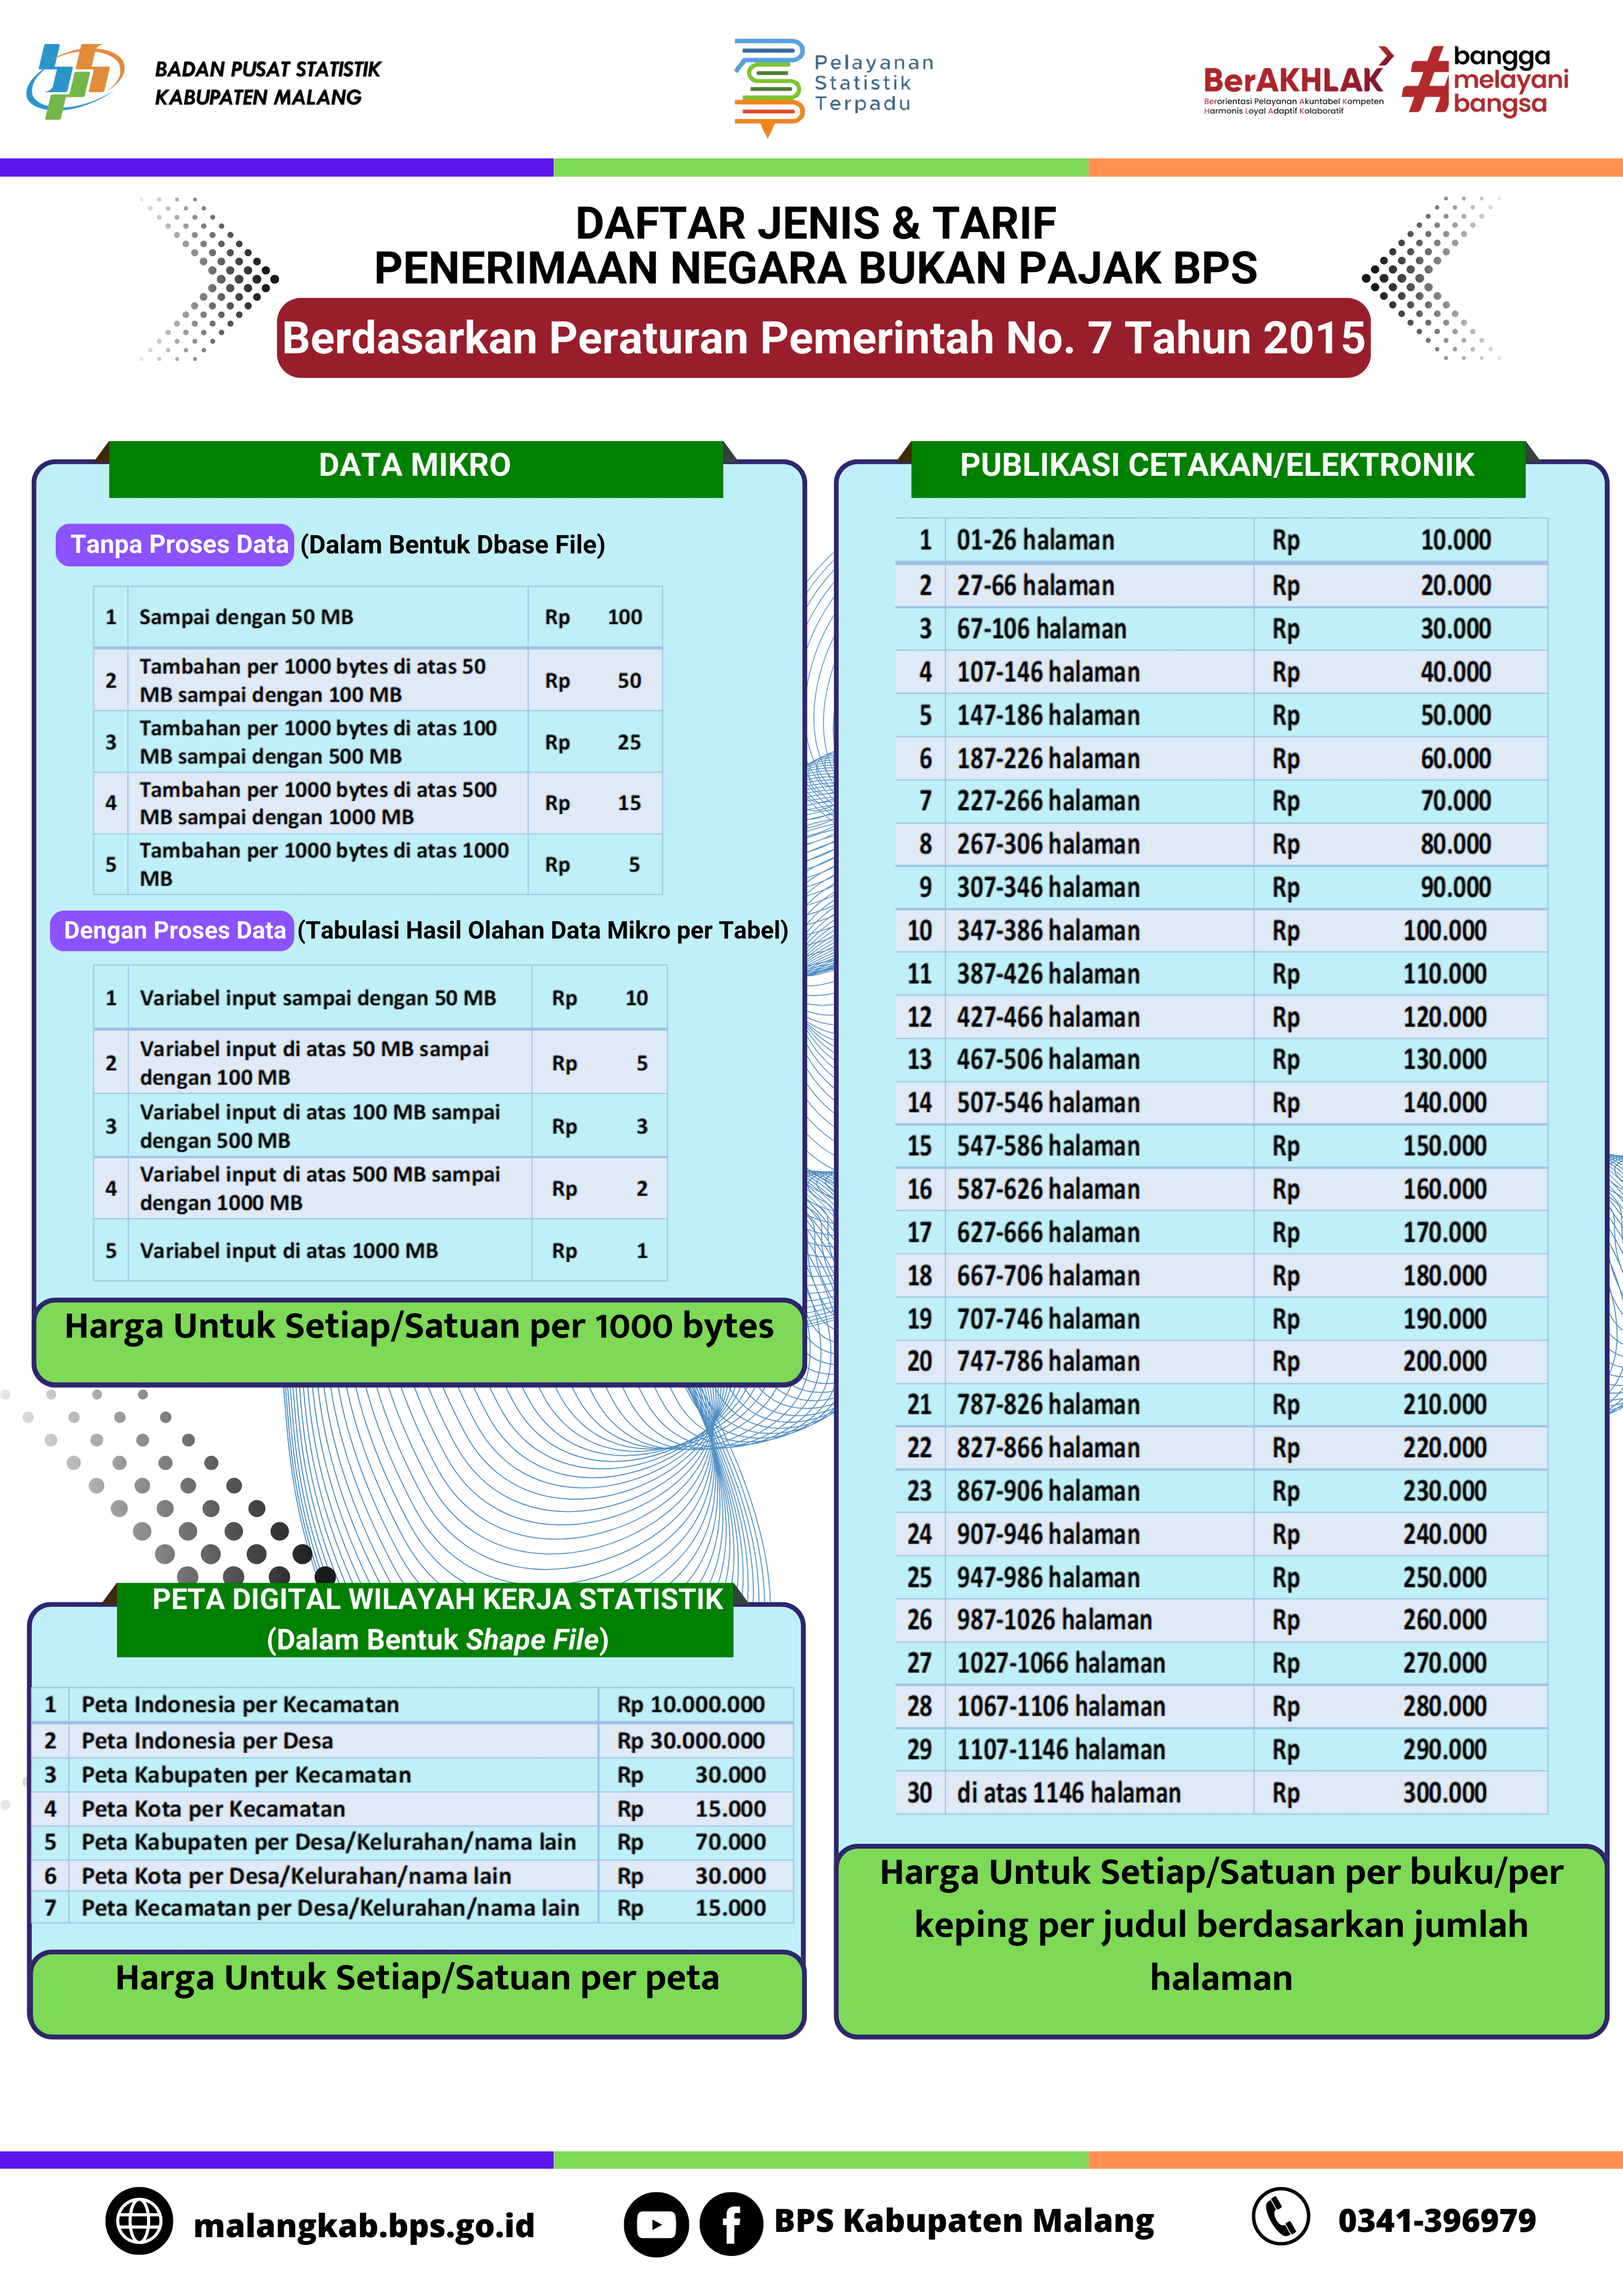 BADAN PUSAT STATISTIK
KABUPATEN MALANG
Pelayanan
Statistik
Terpadu
BerAKHLAK
Berorientasi Pelayanan Akuntabel Kompeten
Harmonis Loyal Adaptif Kolaboratif
#bangga
melayani
bangsa
DAFTAR JENIS & TARIF
PENERIMAAN NEGARA BUKAN PAJAK BPS
Berdasarkan Peraturan Pemerintah No. 7 Tahun 2015
DATA MIKRO
Tanpa Proses Data (Dalam Bentuk Dbase File)
1 Sampai dengan 50 MB Rp 100
2 Tambahan per 1000 bytes di atas 50
MB sampai dengan 100 MB Rp 50
3 Tambahan per 1000 bytes di atas 100
MB sampai dengan 500 MB Rp 25
4 Tambahan per 1000 bytes di atas 500
MB sampai dengan 1000 MB Rp 15
5 Tambahan per 1000 bytes di atas 1000
MB Rp 5
Dengan Proses Data (Tabulasi Hasil Olahan Data Mikro per Tabel)
1 Variabel input sampai dengan 50 MB Rp 10
2 Variabel input di atas 50 MB sampai
dengan 100 MB Rp 5
3 Variabel input di atas 100 MB sampai
dengan 500 MB Rp 3
4 Variabel input di atas 500 MB sampai
dengan 1000 MB Rp 2
5 Variabel input di atas 1000 MB Rp 1
Harga Untuk Setiap/Satuan per 1000 bytes
PETA DIGITAL WILAYAH KERJA STATISTIK
(Dalam Bentuk Shape File)
1 Peta Indonesia per Kecamatan Rp 10.000.000
2 Peta Indonesia per Desa Rp 30.000.000
3 Peta Kabupaten per Kecamatan Rp 30.000
4 Peta Kota per Kecamatan Rp 15.000
5 Peta Kabupaten per Desa/Kelurahan/nama lain Rp 70.000
6 Peta Kota per Desa/Kelurahan/nama lain Rp 30.000
7 Peta Kecamatan per Desa/Kelurahan/nama lain Rp 15.000
Harga Untuk Setiap/Satuan per peta
PUBLIKASI CETAKAN/ELEKTRONIK
1 01-26 halaman Rp 10.000
2 27-66 halaman Rp 20.000
3 67-106 halaman Rp 30.000
4 107-146 halaman Rp 40.000
5 147-186 halaman Rp 50.000
6 187-226 halaman Rp 60.000
7 227-266 halaman Rp 70.000
8 267-306 halaman Rp 80.000
9 307-346 halaman Rp 90.000
10 347-386 halaman Rp 100.000
11 387-426 halaman Rp 110.000
12 427-466 halaman Rp 120.000
13 467-506 halaman Rp 130.000
14 507-546 halaman Rp 140.000
15 547-586 halaman Rp 150.000
16 587-626 halaman Rp 160.000
17 627-666 halaman Rp 170.000
18 667-706 halaman Rp 180.000
19 707-746 halaman Rp 190.000
20 747-786 halaman Rp 200.000
21 787-826 halaman Rp 210.000
22 827-866 halaman Rp 220.000
23 867-906 halaman Rp 230.000
24 907-946 halaman Rp 240.000
25 947-986 halaman Rp 250.000
26 987-1026 halaman Rp 260.000
27 1027-1066 halaman Rp 270.000
28 1067-1106 halaman Rp 280.000
29 1107-1146 halaman Rp 290.000
30 di atas 1146 halaman Rp 300.000
Harga Untuk Setiap/Satuan per buku/per
keping per judul berdasarkan jumlah
halaman
malangkab.bps.go.id
BPS Kabupaten Malang
0341-396979